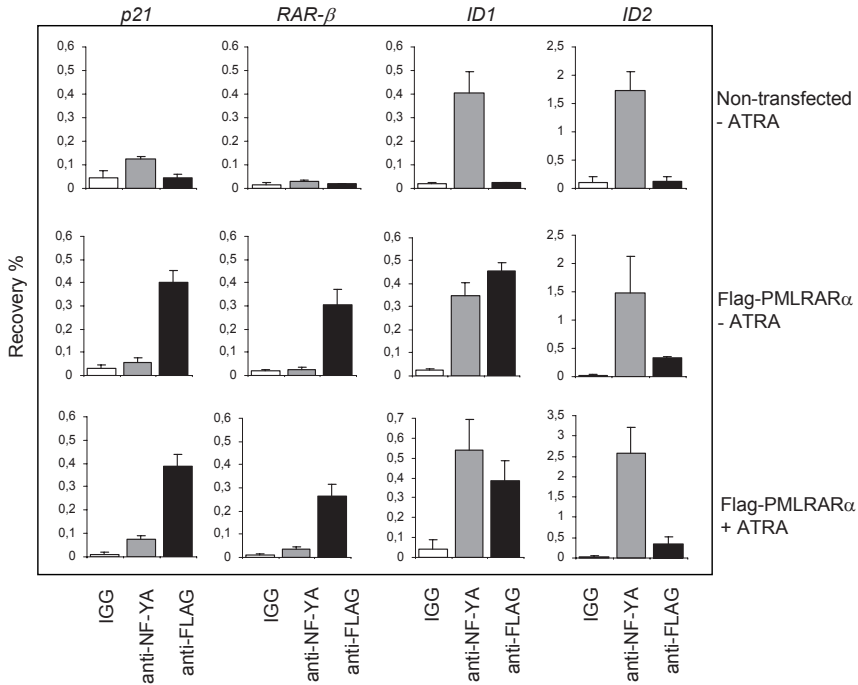 p21 RAR-β ID1 ID2
0,6 0,6 0,6 2
0,5 0,5 0,5 1,5
0,4 0,4 0,4
0,3 0,3 0,3 1
0,2 0,2 0,2 0,5
0,1 0,1 0,1
0 0 0 0
Non-transfected
- ATRA
0,6 0,6 0,6 2,5
0,5 0,5 0,5 2
0,4 0,4 0,4 1,5
0,3 0,3 0,3
0,2 0,2 0,2 1
0,1 0,1 0,1 0,5
0 0 0 0
Flag-PMLRARα
- ATRA
Recovery %
0,6 0,6 0,7 3,5
0,5 0,5 0,6 3
0,4 0,4 0,5 2,5
0,3 0,3 0,4 2
0,2 0,2 0,3 1,5
0,1 0,1 0,2 1
0 0 0,1 0,5
0 0
Flag-PMLRARα
+ ATRA
IGG anti-NF-YA anti-FLAG IGG anti-NF-YA anti-FLAG IGG anti-NF-YA anti-FLAG IGG anti-NF-YA anti-FLAG